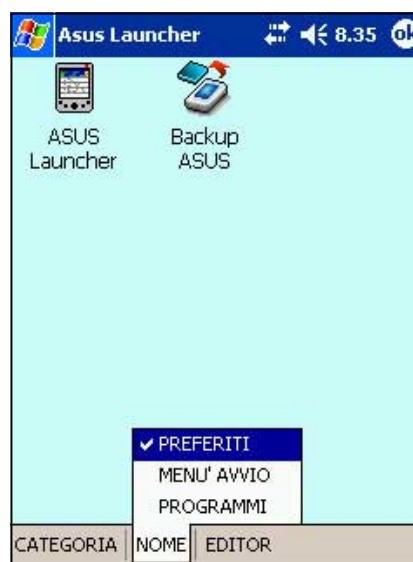 Asus Launcher 8.35 ok
ASUS Launcher
Backup ASUS
PREFERITI
MENU' AVVIO
PROGRAMMI
CATEGORIA NOME EDITOR